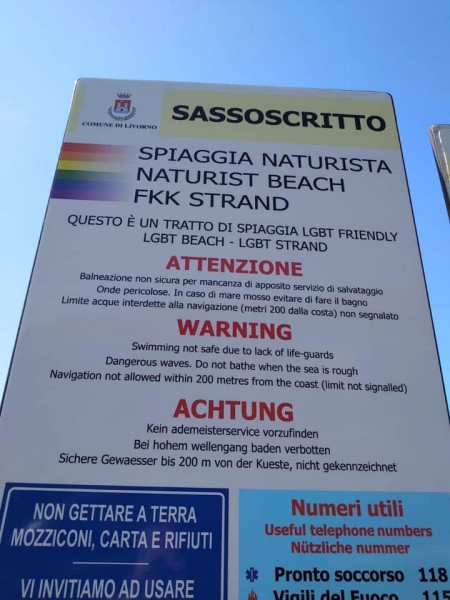 COMUNE DI LIVORNO
SASSOSCRITTO
SPIAGGIA NATURISTA
NATURIST BEACH
FKK STRAND
QUESTO È UN TRATTO DI SPIAGGIA LGBT FRIENDLY
LGBT BEACH - LGBT STRAND
ATTENZIONE
Balneazione non sicura per mancanza di apposito servizio di salvataggio
Onde pericolose. In caso di mare mosso evitare di fare il bagno
Limite acque interdette alla navigazione (metri 200 dalla costa) non segnalato
WARNING
Swimming not safe due to lack of life-guards
Dangerous waves. Do not bathe when the sea is rough
Navigation not allowed within 200 metres from the coast (limit not signalled)
ACHTUNG
Kein ademeisterservice vorzufinden
Bei hohem wellengang baden verbotten
Sichere Gewaesser bis 200 m von der Kueste, nicht gekennzeichnet
NON GETTARE A TERRA
MOZZICONI, CARTA E RIFIUTI
VI INVITIAMO AD USARE
Numeri utili
Useful telephone numbers
Nützliche nummer
Pronto soccorso 118
Vigili del Fuoco 115